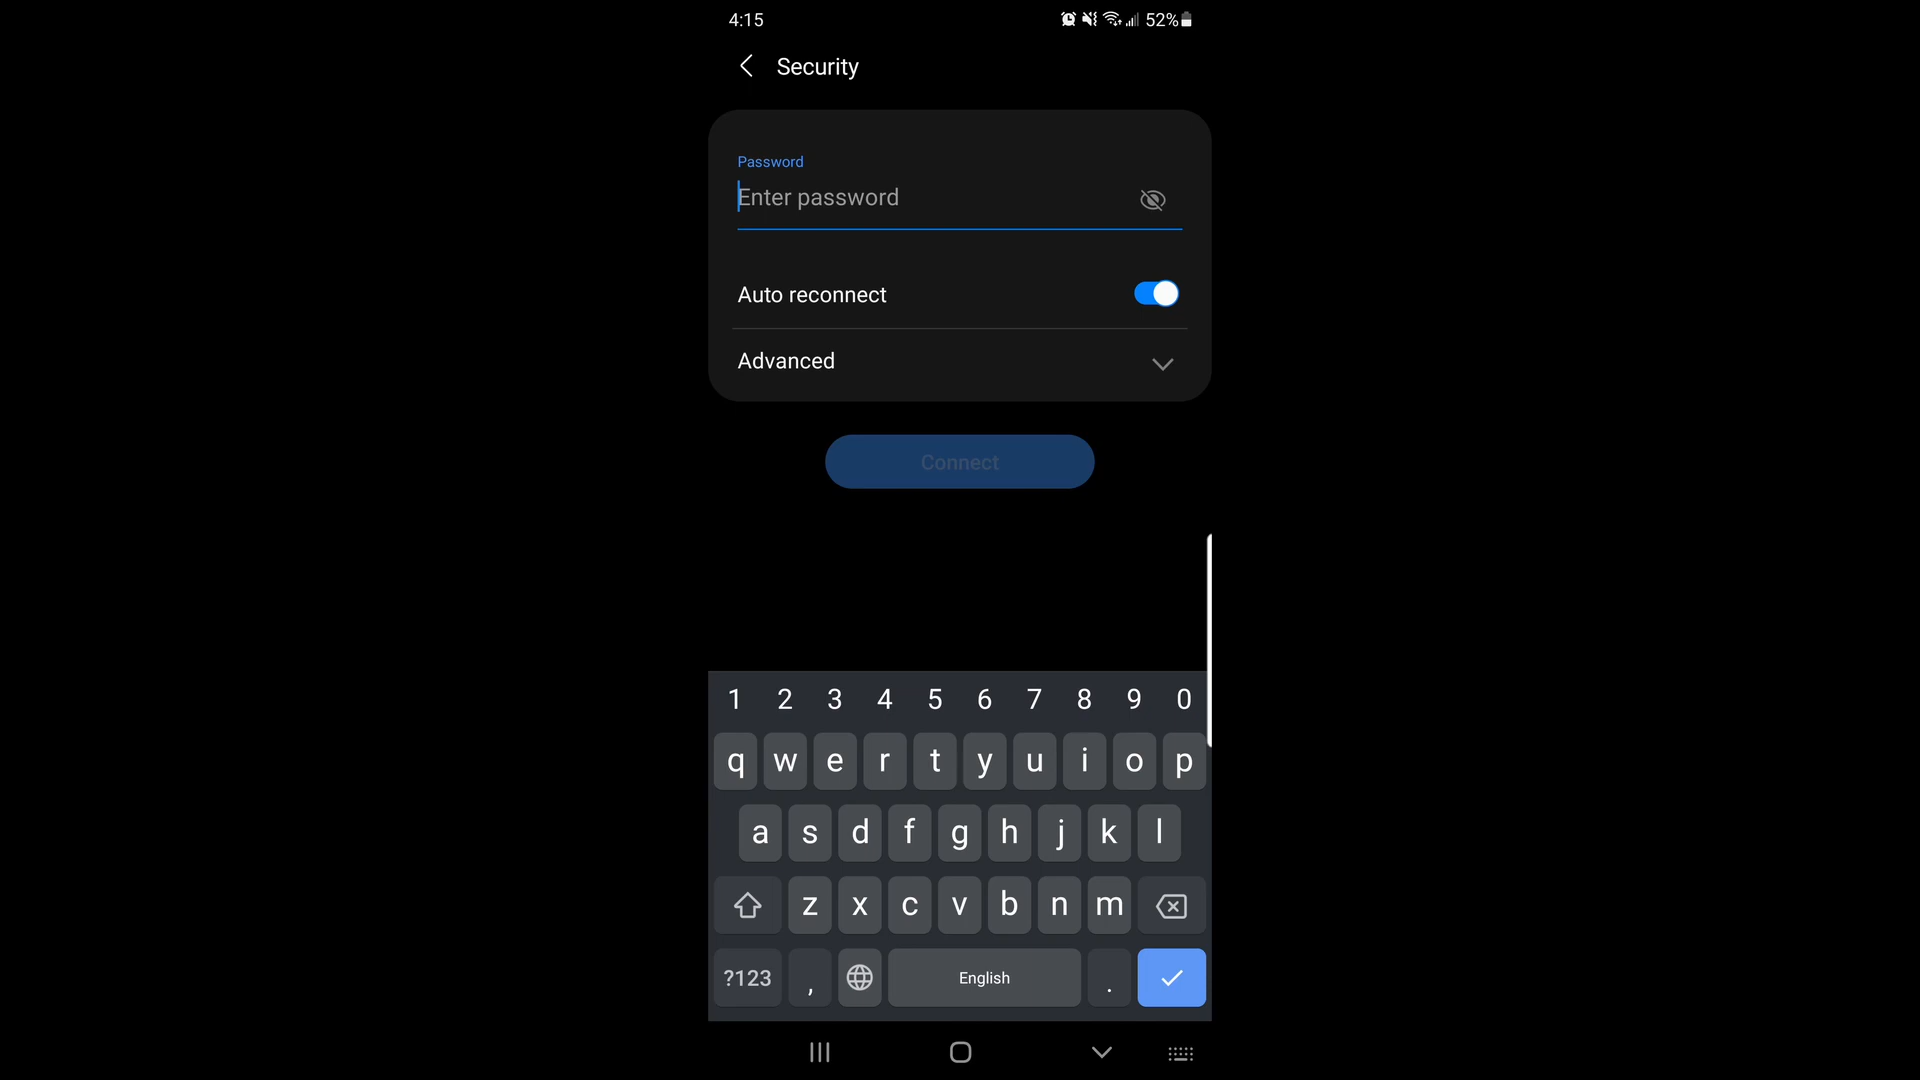 4:15
52%
Security
Password
Enter password
Auto reconnect
Advanced
Connect
1 2 3 4 5 6 7 8 9 0
q w e r t y u i o p
a s d f g h j k l
z x c v b n m
?123 , English .